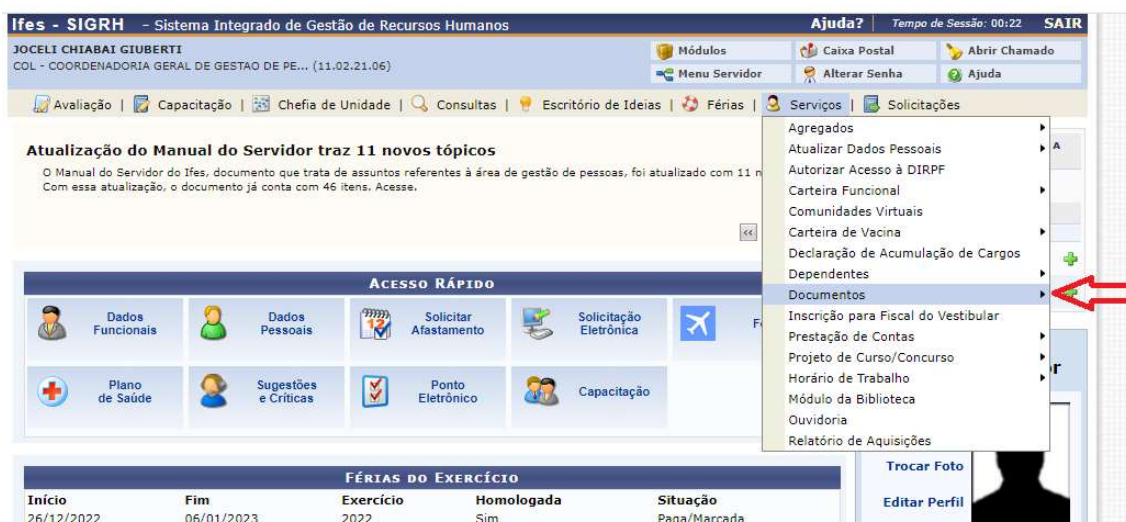 Ifes - SIGRH - Sistema Integrado de Gestão de Recursos Humanos Ajuda? Tempo de Sessão: 00:22 SAIR
JOCELI CHIABAI GIUBERTI
COL - COORDENADORIA GERAL DE GESTAO DE PE... (11.02.21.06)
Módulos Caixa Postal Abrir Chamado
Menu Servidor Alterar Senha Ajuda
Avaliação | Capacitação | Chefia de Unidade | Consultas | Escritório de Ideias | Férias | Serviços | Solicitações
Atualização do Manual do Servidor traz 11 novos tópicos
O Manual do Servidor do Ifes, documento que trata de assuntos referentes à área de gestão de pessoas, foi atualizado com 11 n
Com essa atualização, o documento já conta com 46 itens. Acesse.
<<
Agregados
Atualizar Dados Pessoais
Autorizar Acesso à DIRPF
Carteira Funcional
Comunidades Virtuais
Carteira de Vacina
Declaração de Acumulação de Cargos
Dependentes
Documentos
Inscrição para Fiscal do Vestibular
Prestação de Contas
Projeto de Curso/Concurso
Horário de Trabalho
Módulo da Biblioteca
Ouvidoria
Relatório de Aquisições
A
ACESSO RÁPIDO
Dados
Funcionais
Dados
Pessoais
12
Solicitar
Afastamento
Solicitação
Eletrônica
Fé
Plano
de Saúde
Sugestões
e Críticas
Ponto
Eletrônico
Capacitação
r
Trocar Foto
Editar Perfil
FÉRIAS DO EXERCÍCIO
Início Fim Exercício Homologada Situação
26/12/2022 06/01/2023 2022 Sim Paga/Marcada